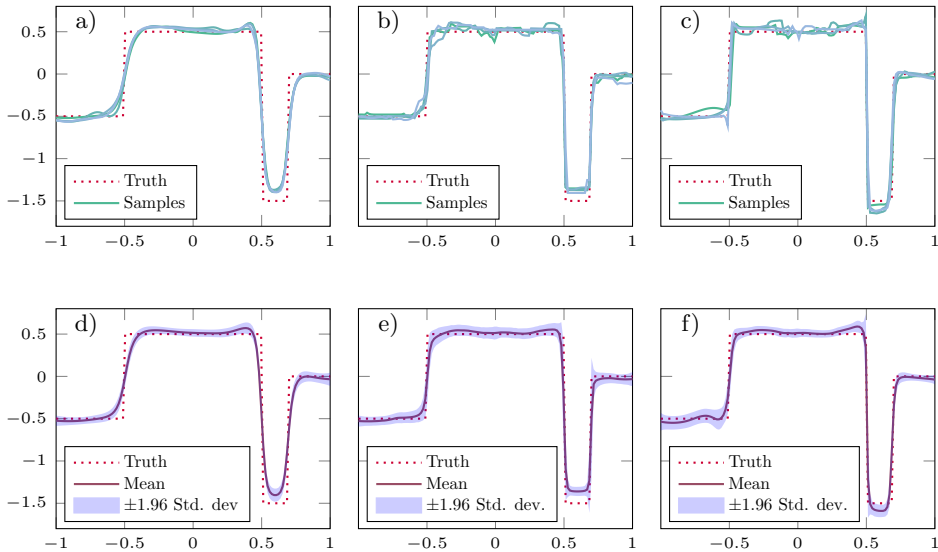 a) b) c)
0.5
0
−0.5
−1
−1.5
Truth Truth Truth
Samples Samples Samples
−1 −0.5 0 0.5 1 −0.5 0 0.5 1 −0.5 0 0.5 1
d) e) f)
0.5
0
−0.5
−1
−1.5
Truth Truth Truth
Mean Mean Mean
±1.96 Std. dev ±1.96 Std. dev. ±1.96 Std. dev.
−1 −0.5 0 0.5 1 −0.5 0 0.5 1 −0.5 0 0.5 1